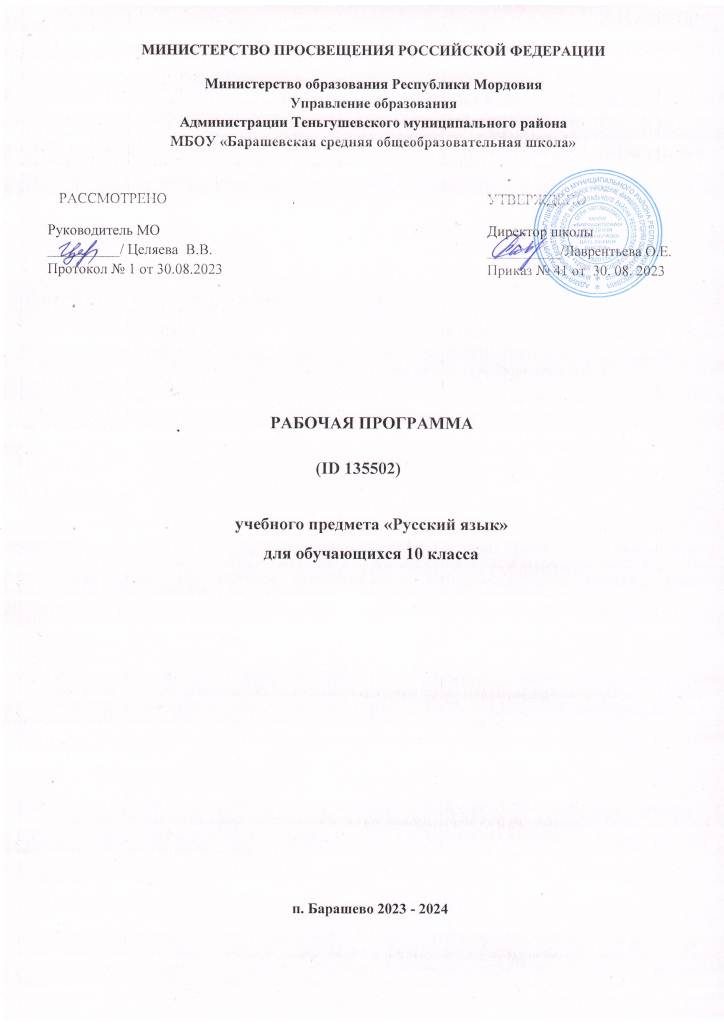 МИНИСТЕРСТВО ПРОСВЕЩЕНИЯ РОССИЙСКОЙ ФЕДЕРАЦИИ
Министерство образования Республики Мордовия
Управление образования
Администрации Теньгушевского муниципального района
МБОУ «Барашевская средняя общеобразовательная школа»
РАССМОТРЕНО
Руководитель МО
___________/ Целяева В.В.
Протокол № 1 от 30.08.2023
УТВЕРЖДЕНО
Директор школы
___________/Лаврентьева О.Е.
Приказ № 41 от 30. 08. 2023
РАБОЧАЯ ПРОГРАММА
(ID 135502)
учебного предмета «Русский язык»
для обучающихся 10 класса
п. Барашево 2023 - 2024